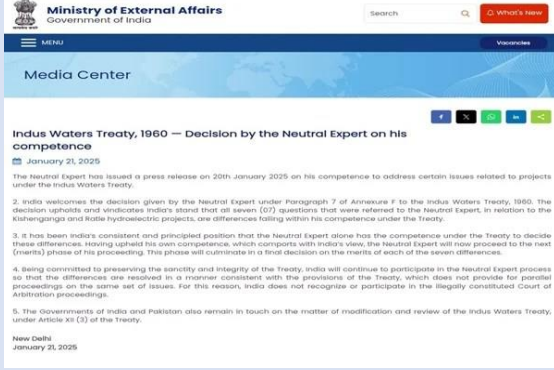 Ministry of External Affairs
Government of India
Search
What's New
MENU
Vacancies
Media Center
Indus Waters Treaty, 1960 — Decision by the Neutral Expert on his
competence
January 21, 2025
The Neutral Expert has issued a press release on 20th January 2025 on his competence to address certain issues related to projects
under the Indus Waters Treaty.
2. India welcomes the decision given by the Neutral Expert under Paragraph 7 of Annexure F to the Indus Waters Treaty, 1960. The
decision upholds and vindicates India's stand that all seven (07) questions that were referred to the Neutral Expert, in relation to the
Kishenganga and Ratle hydroelectric projects, are differences falling within his competence under the Treaty.
3. It has been India's consistent and principled position that the Neutral Expert alone has the competence under the Treaty to decide
these differences. Having upheld his own competence, which comports with India's view, the Neutral Expert will now proceed to the next
(merits) phase of his proceeding. This phase will culminate in a final decision on the merits of each of the seven differences.
4. Being committed to preserving the sanctity and integrity of the Treaty, India will continue to participate in the Neutral Expert process
so that the differences are resolved in a manner consistent with the provisions of the Treaty, which does not provide for parallel
proceedings on the same set of issues. For this reason, India does not recognize or participate in the illegally constituted Court of
Arbitration proceedings.
5. The Governments of India and Pakistan also remain in touch on the matter of modification and review of the Indus Waters Treaty,
under Article XII (3) of the Treaty.
New Delhi
January 21, 2025